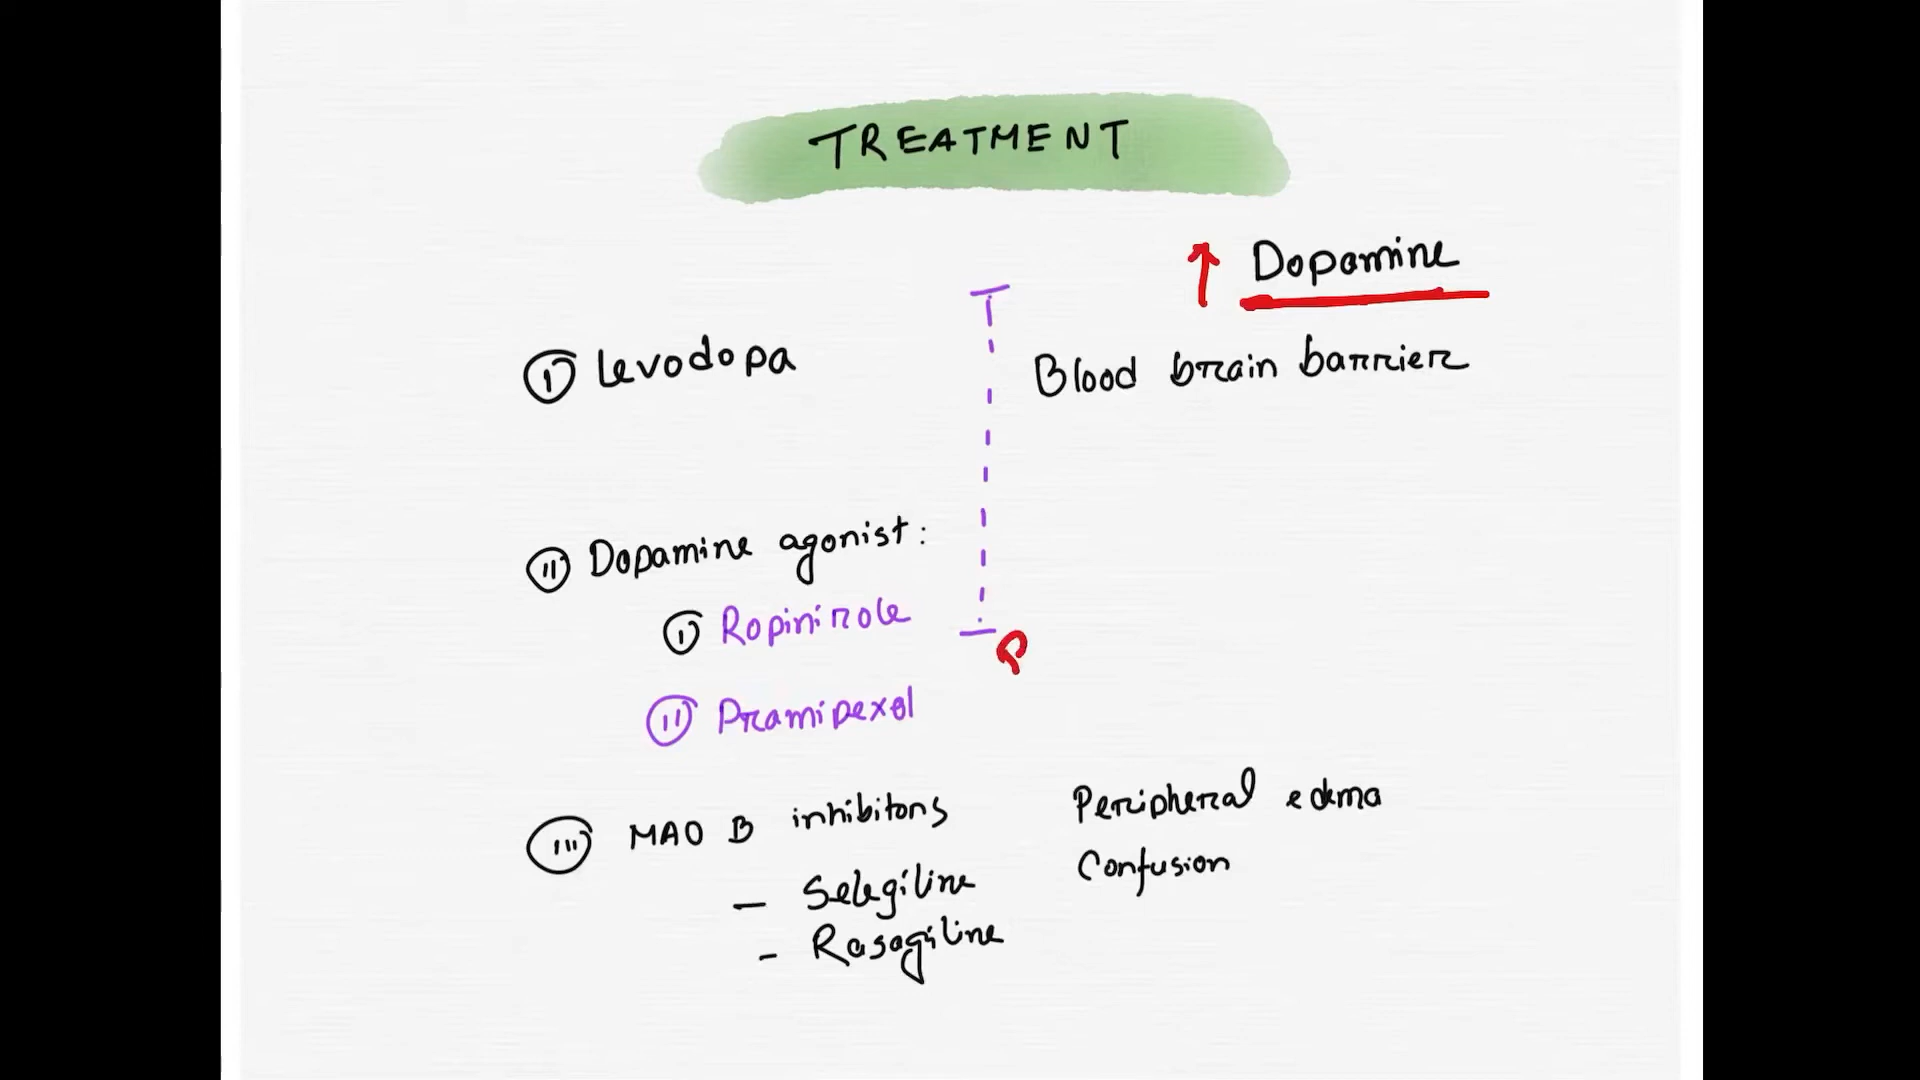 TREATMENT
↑ Dopamine
I Levodopa
Blood brain barrier
II Dopamine agonist:
I Ropinirole
II Pramipexol
III MAO B inhibitors
Peripheral edema
Confusion
– Selegiline
– Rasagiline